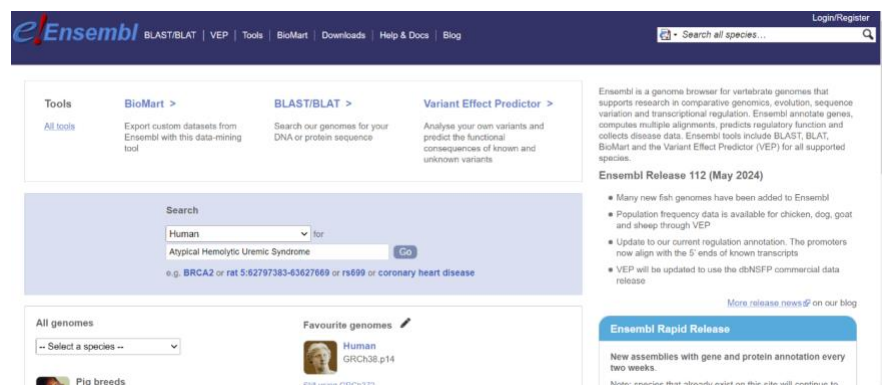 Login/Register
e!Ensembl BLAST/BLAT | VEP | Tools | BioMart | Downloads | Help & Docs | Blog
Search all species...
Tools
All tools
BioMart >
Export custom datasets from
Ensembl with this data-mining
tool
BLAST/BLAT >
Search our genomes for your
DNA or protein sequence
Variant Effect Predictor >
Analyse your own variants and
predict the functional
consequences of known and
unknown variants
Search
Human for
Atypical Hemolytic Uremic Syndrome Go
e.g. BRCA2 or rat 5:62797383-63627669 or rs699 or coronary heart disease
All genomes
-- Select a species --
Pig breeds
Favourite genomes
Human
GRCh38.p14
Ensembl is a genome browser for vertebrate genomes that
supports research in comparative genomics, evolution, sequence
variation and transcriptional regulation. Ensembl annotate genes,
computes multiple alignments, predicts regulatory function and
collects disease data. Ensembl tools include BLAST, BLAT,
BioMart and the Variant Effect Predictor (VEP) for all supported
species.
Ensembl Release 112 (May 2024)
Many new fish genomes have been added to Ensembl
Population frequency data is available for chicken, dog, goat
and sheep through VEP
Update to our current regulation annotation. The promoters
now align with the 5' ends of known transcripts
VEP will be updated to use the dbNSFP commercial data
release
More release news on our blog
Ensembl Rapid Release
New assemblies with gene and protein annotation every
two weeks.
Note: species that already exist on this site will continue to